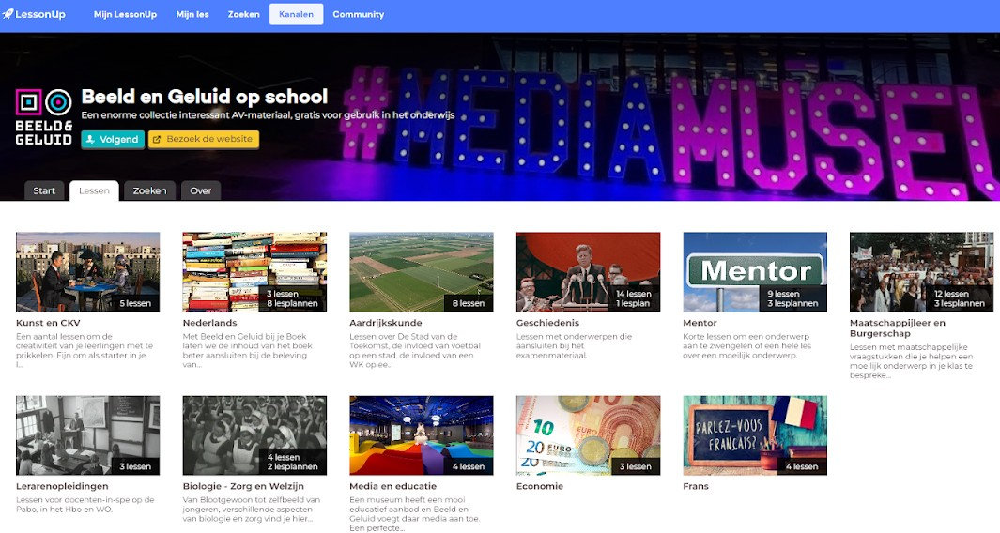 LessonUp
Mijn LessonUp
Mijn les
Zoeken
Kanalen
Community
#MEDIAMUSEU
BEELD &
GELUID
Beeld en Geluid op school
Een enorme collectie interessant AV-materiaal, gratis voor gebruik in het onderwijs
Volgend
Bezoek de website
Start
Lessen
Zoeken
Over
5 lessen
Kunst en CKV
Een aantal lessen om de
creativiteit van je leerlingen met te
prikkelen. Fijn om als starter in je
l...
3 lessen
8 lesplannen
Nederlands
Met Beeld en Geluid bij je Boek
laten we de inhoud van het boek
beter aansluiten bij de beleving
van...
8 lessen
Aardrijkskunde
Lessen over De Stad van de
Toekomst, de invloed van voetbal
op een stad, de invloed van een
WK op ee...
14 lessen
1 lesplan
Geschiedenis
Lessen met onderwerpen die
aansluiten bij het
examenmateriaal.
Mentor
9 lessen
3 lesplannen
Mentor
Korte lessen om een onderwerp
aan te zwengelen of een hele les
over een moeilijk onderwerp.
12 lessen
3 lesplannen
Maatschappijleer en
Burgerschap
Lessen met maatschappelijke
vraagstukken die je helpen een
moeilijk onderwerp in je klas te
bespreke...
3 lessen
Lerarenopleidingen
Lessen voor docenten-in-spe op de
Pabo, in het Hbo en WO.
4 lessen
2 lesplannen
Biologie - Zorg en Welzijn
Van Blootgewoon tot zelfbeeld van
jongeren, verschillende aspecten
van biologie en zorg vind je hier...
4 lessen
Media en educatie
Een museum heeft een mooi
educatief aanbod en Beeld en
Geluid voegt daar media aan toe.
Een perfecte...
10
20 EURO
20
3 lessen
Economie
PARLEZ-VOUS
FRANÇAIS?
4 lessen
Frans